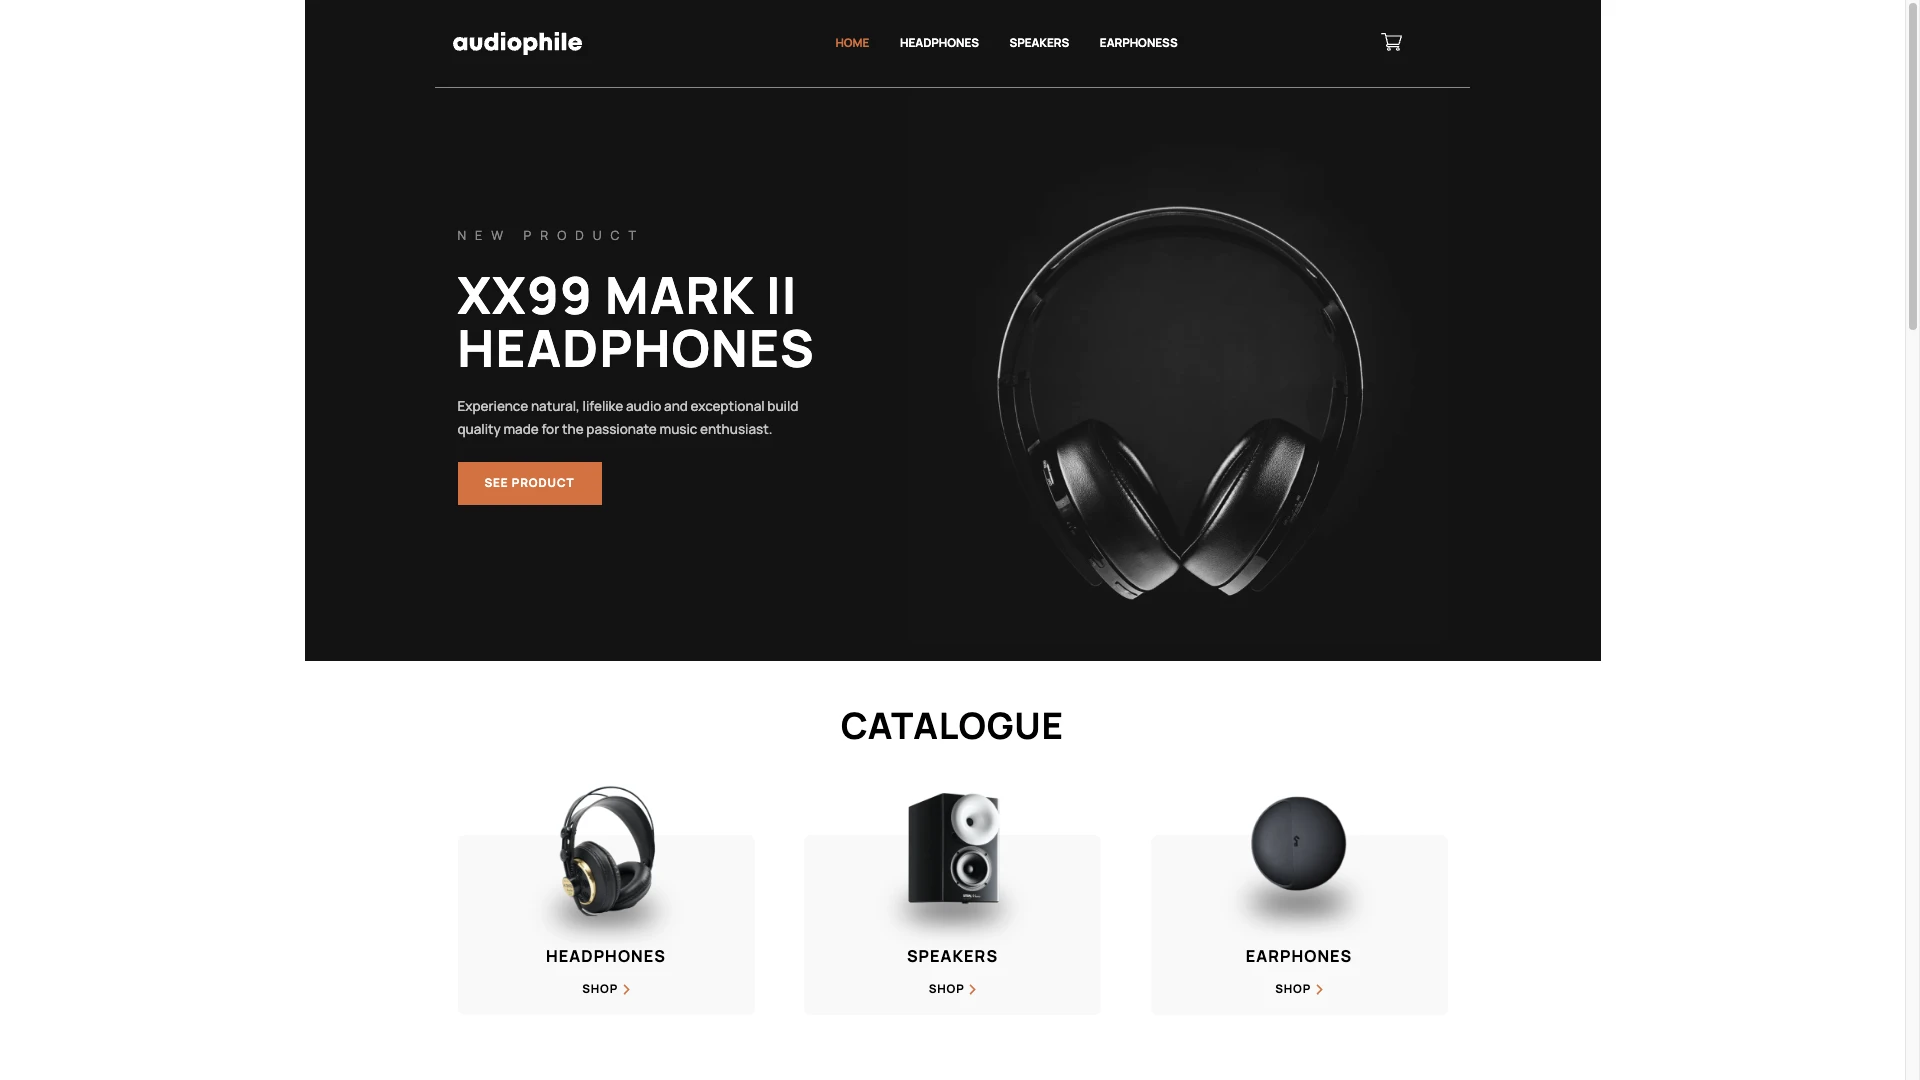 audiophile
HOME HEADPHONES SPEAKERS EARPHONESS
NEW PRODUCT
XX99 MARK II
HEADPHONES
Experience natural, lifelike audio and exceptional build
quality made for the passionate music enthusiast.
SEE PRODUCT
CATALOGUE
HEADPHONES
SHOP
SPEAKERS
SHOP
EARPHONES
SHOP